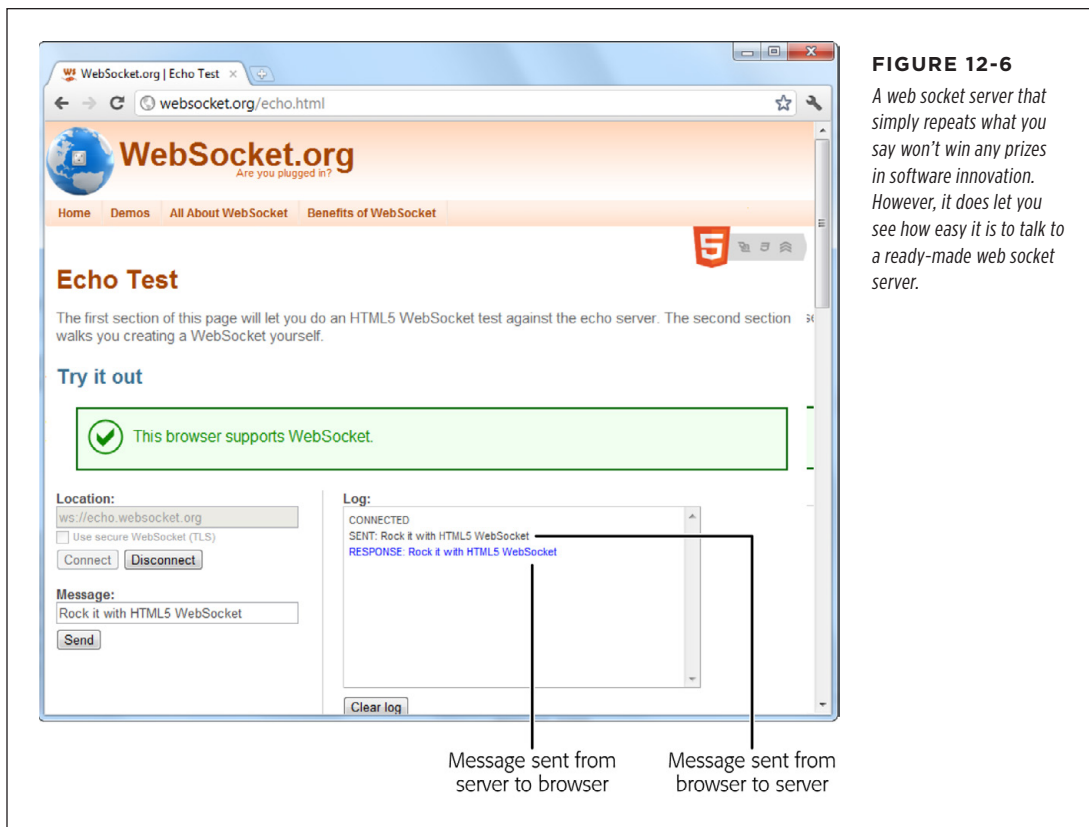 WebSocket.org | Echo Test
websocket.org/echo.html
WebSocket.org
Are you plugged in?
Home Demos All About WebSocket Benefits of WebSocket
5
Echo Test
The first section of this page will let you do an HTML5 WebSocket test against the echo server. The second section
walks you creating a WebSocket yourself.
Try it out
This browser supports WebSocket.
Location:
ws://echo.websocket.org
Use secure WebSocket (TLS)
Connect Disconnect
Message:
Rock it with HTML5 WebSocket
Send
Log:
CONNECTED
SENT: Rock it with HTML5 WebSocket
RESPONSE: Rock it with HTML5 WebSocket
Clear log
Message sent from
server to browser
Message sent from
browser to server
FIGURE 12-6
A web socket server that
simply repeats what you
say won’t win any prizes
in software innovation.
However, it does let you
see how easy it is to talk to
a ready-made web socket
server.